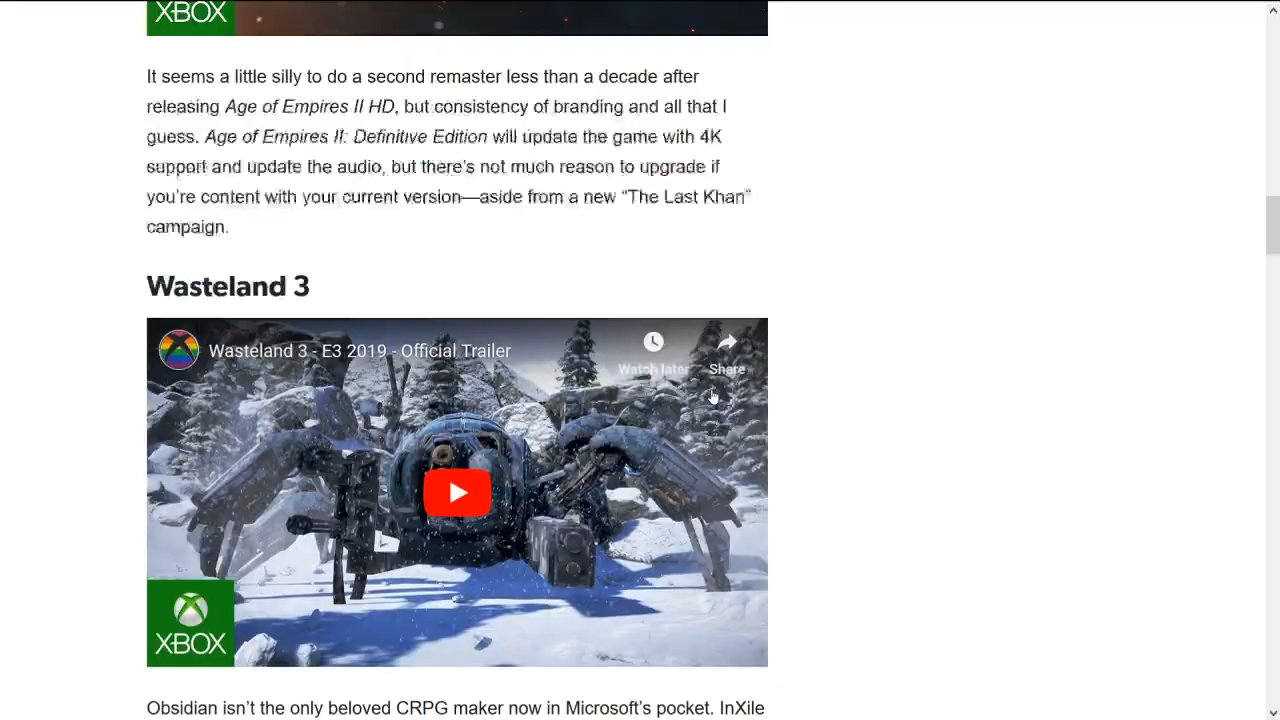 XBOX
It seems a little silly to do a second remaster less than a decade after
releasing Age of Empires II HD, but consistency of branding and all that I
guess. Age of Empires II: Definitive Edition will update the game with 4K
support and update the audio, but there's not much reason to upgrade if
you're content with your current version—aside from a new “The Last Khan”
campaign.
Wasteland 3
Wasteland 3 - E3 2019 - Official Trailer
Watch later
Share
XBOX
Obsidian isn't the only beloved CRPG maker now in Microsoft's pocket. InXile